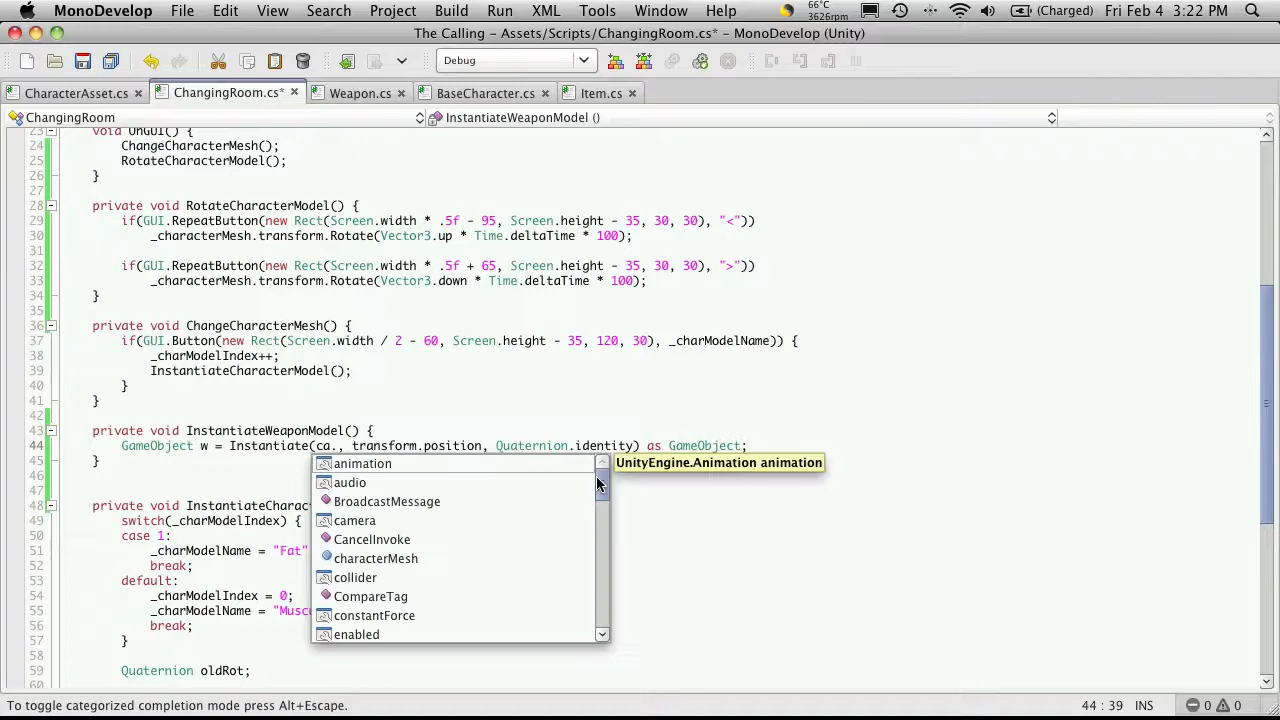 MonoDevelop File Edit View Search Project Build Run XML Tools Window Help 66°C 3626rpm (Charged) Fri Feb 4 3:22 PM
The Calling – Assets/Scripts/ChangingRoom.cs* – MonoDevelop (Unity)
Debug
CharacterAsset.cs × ChangingRoom.cs* × Weapon.cs × BaseCharacter.cs × Item.cs ×
ChangingRoom InstantiateWeaponModel ()
23 void OnGUI() {
24 ChangeCharacterMesh();
25 RotateCharacterModel();
26 }
27
28 private void RotateCharacterModel() {
29 if(GUI.RepeatButton(new Rect(Screen.width * .5f - 95, Screen.height - 35, 30, 30), "<"))
30 _characterMesh.transform.Rotate(Vector3.up * Time.deltaTime * 100);
31
32 if(GUI.RepeatButton(new Rect(Screen.width * .5f + 65, Screen.height - 35, 30, 30), ">"))
33 _characterMesh.transform.Rotate(Vector3.down * Time.deltaTime * 100);
34 }
35
36 private void ChangeCharacterMesh() {
37 if(GUI.Button(new Rect(Screen.width / 2 - 60, Screen.height - 35, 120, 30), _charModelName)) {
38 _charModelIndex++;
39 InstantiateCharacterModel();
40 }
41 }
42
43 private void InstantiateWeaponModel() {
44 GameObject w = Instantiate(ca., transform.position, Quaternion.identity) as GameObject;
45 }
46
47
48 private void InstantiateCharac
49 switch(_charModelIndex) {
50 case 1:
51 _charModelName = "Fat"
52 break;
53 default:
54 _charModelIndex = 0;
55 _charModelName = "Musc
56 break;
57 }
58
59 Quaternion oldRot;
60
animation
audio
BroadcastMessage
camera
CancelInvoke
characterMesh
collider
CompareTag
constantForce
enabled
UnityEngine.Animation animation
To toggle categorized completion mode press Alt+Escape. 44 : 39 INS 0 0